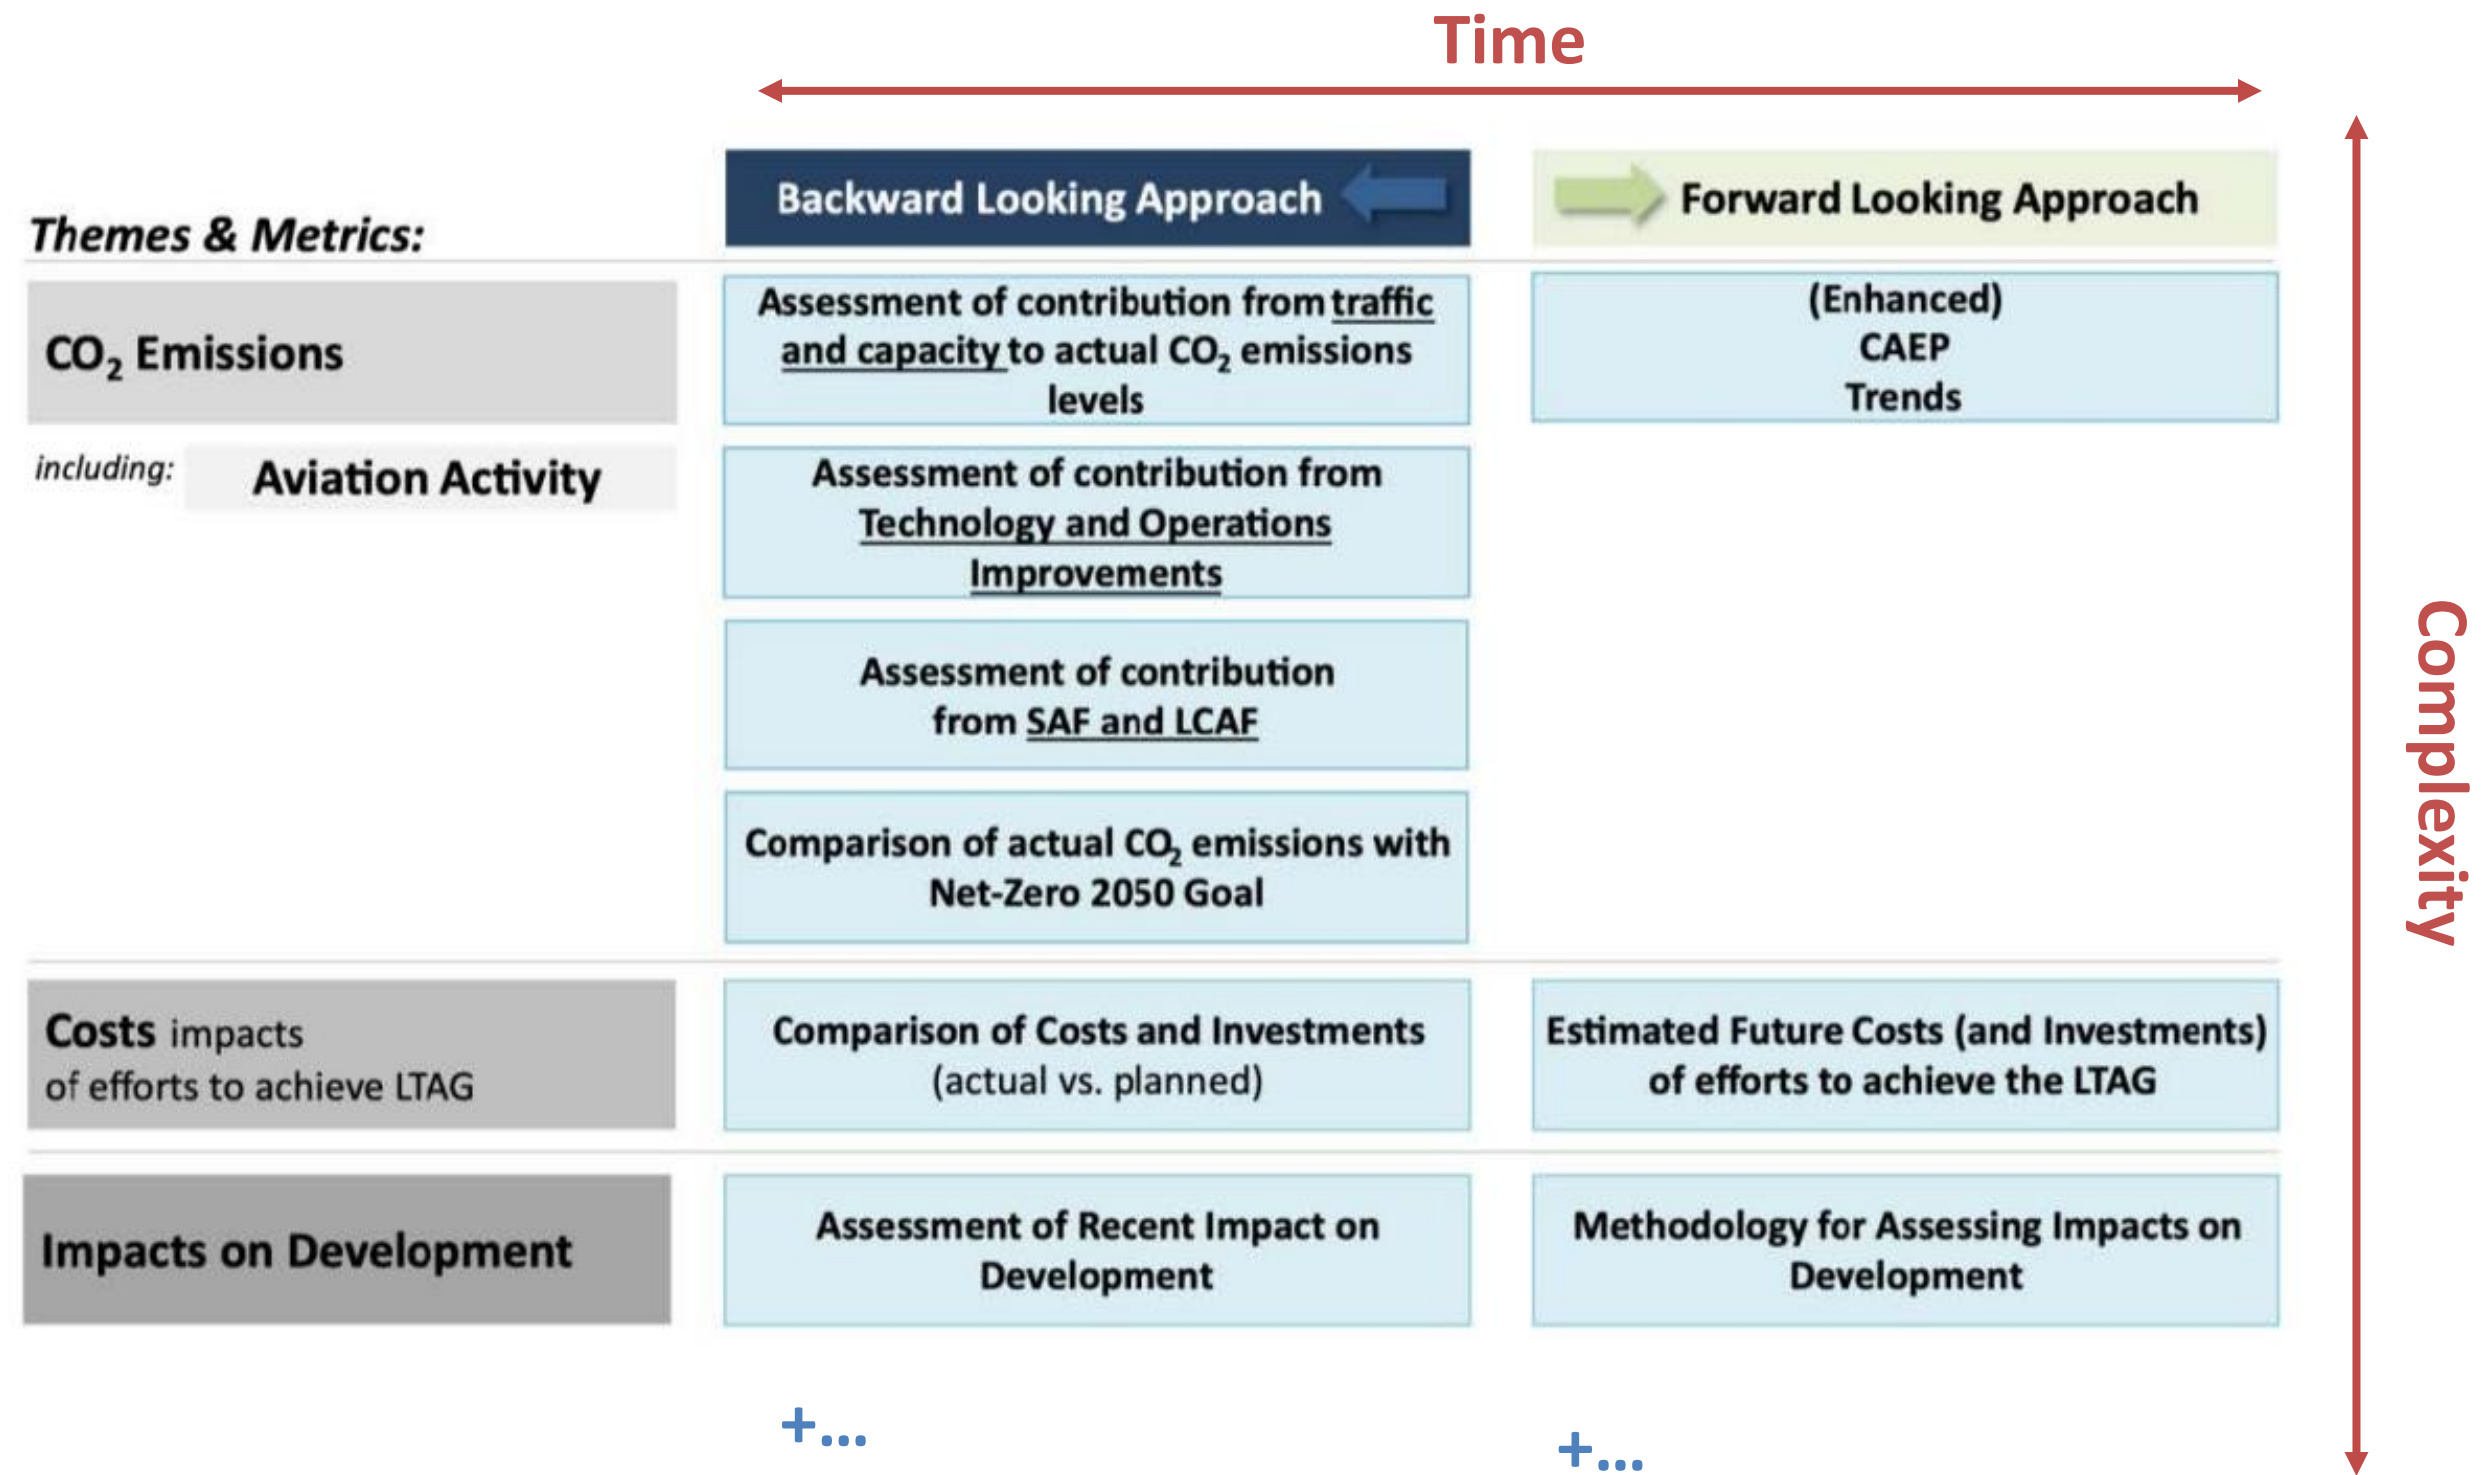 Time
Backward Looking Approach
Forward Looking Approach
Themes & Metrics:
CO₂ Emissions
Assessment of contribution from traffic
and capacity to actual CO₂ emissions
levels
(Enhanced)
CAEP
Trends
including:
Aviation Activity
Assessment of contribution from
Technology and Operations
Improvements
Assessment of contribution
from SAF and LCAF
Comparison of actual CO₂ emissions with
Net-Zero 2050 Goal
Costs impacts
of efforts to achieve LTAG
Comparison of Costs and Investments
(actual vs. planned)
Estimated Future Costs (and Investments)
of efforts to achieve the LTAG
Impacts on Development
Assessment of Recent Impact on
Development
Methodology for Assessing Impacts on
Development
+...
+...
Complexity